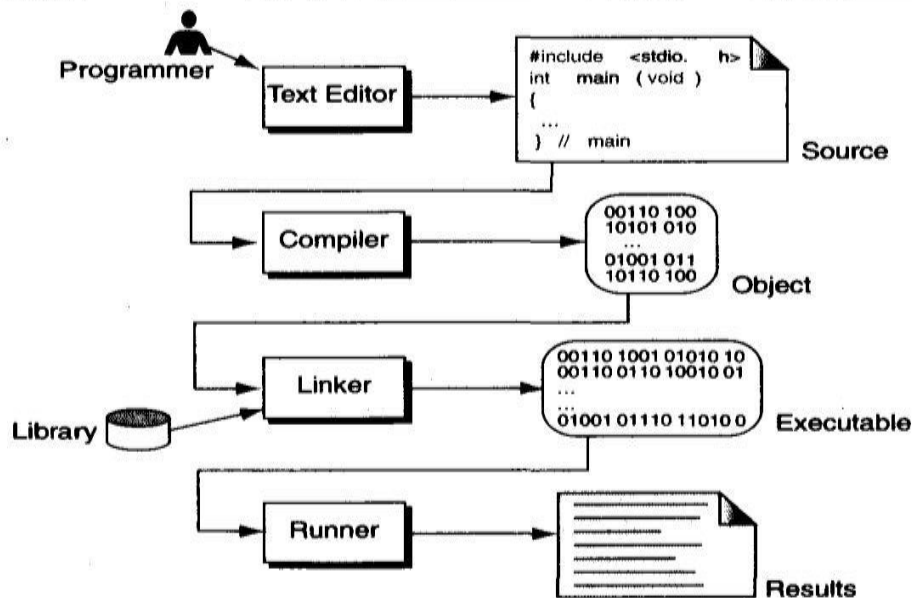 Programmer
Text Editor
#include <stdio. h>
int main ( void )
{
...
} // main
Source
Compiler
00110 100
10101 010
...
01001 011
10110 100
Object
Linker
Library
00110 1001 01010 10
00110 0110 10010 01
...
...
01001 01110 11010 0
Executable
Runner
Results